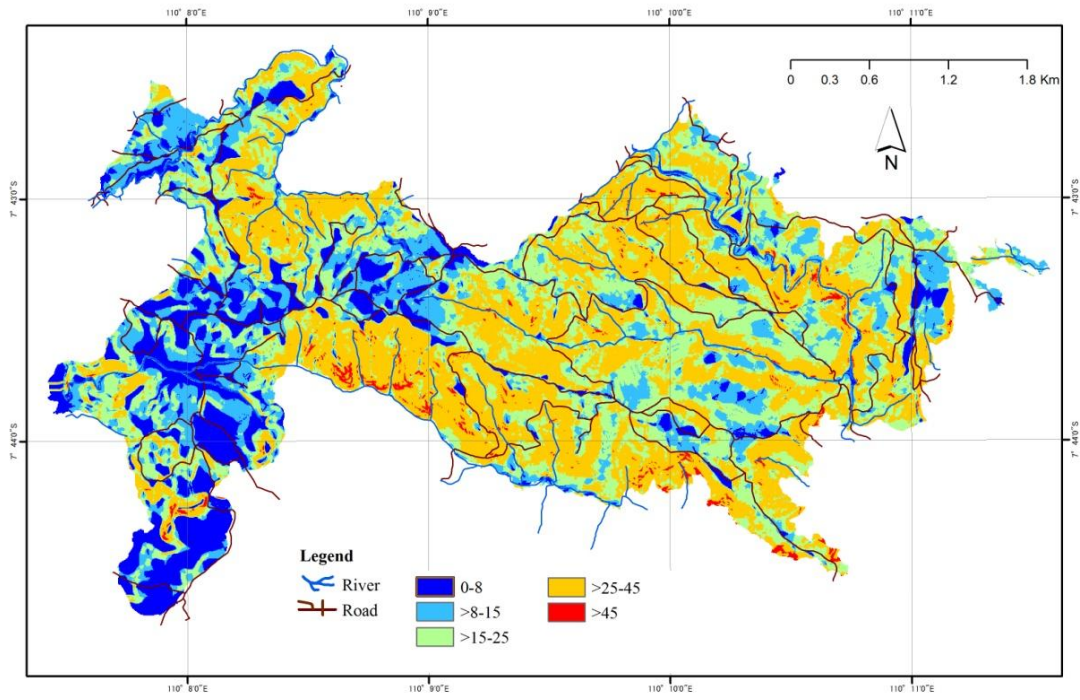 110° 8'0"E 110° 9'0"E 110° 10'0"E 110° 11'0"E
0 0.3 0.6 1.2 1.8 Km
N
7° 43'0"S 7° 43'0"S
7° 44'0"S 7° 44'0"S
Legend
River 0-8 >25-45
Road >8-15 >45
>15-25
110° 8'0"E 110° 9'0"E 110° 10'0"E 110° 11'0"E